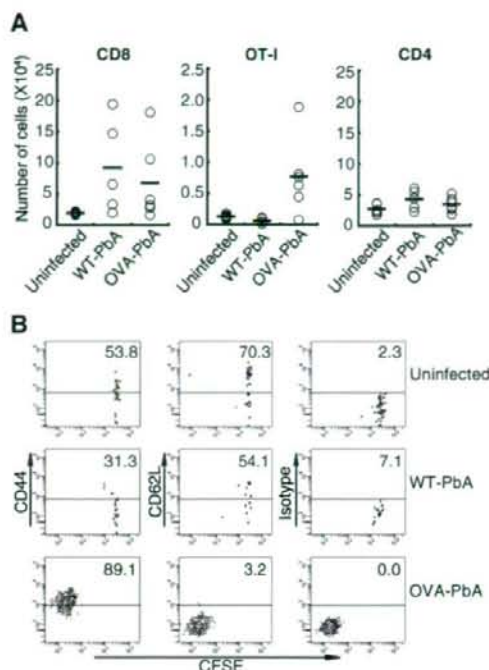 A
CD8 OT-I CD4
Number of cells (X10⁴)
25 2.5 25
20 2.0 20
15 1.5 15
10 1.0 10
5 0.5 5
0 0 0
Uninfected WT-PbA OVA-PbA Uninfected WT-PbA OVA-PbA Uninfected WT-PbA OVA-PbA
B
53.8 70.3 2.3 Uninfected
CD44 31.3 CD62L 54.1 Isotype 7.1 WT-PbA
89.1 3.2 0.0 OVA-PbA
CFSE